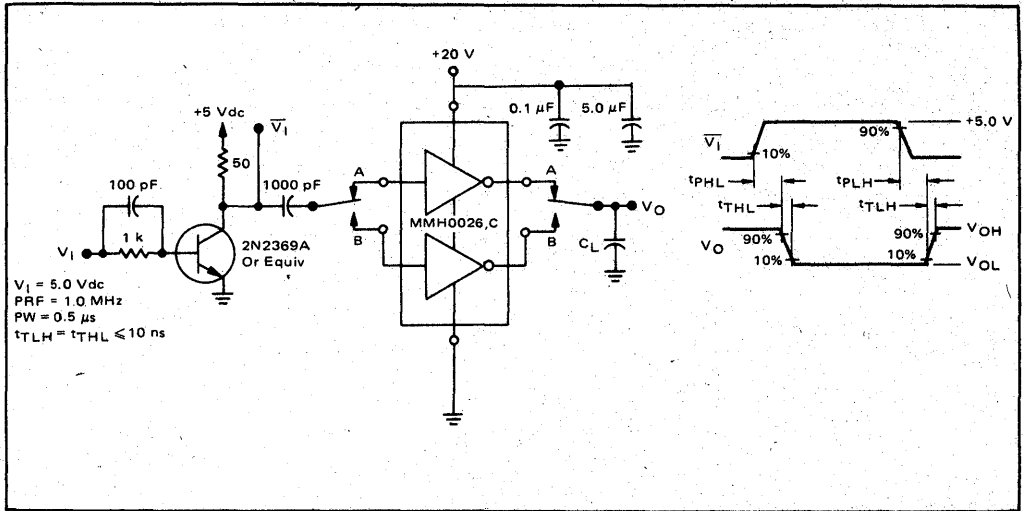 +20 V
0.1 µF
5.0 µF
+5 Vdc
V̅I̅
50
100 pF
1000 pF
A
A
1 k
MMH0026,C
VI
2N2369A
Or Equiv
B
B
VO
CL
VI = 5.0 Vdc
PRF = 1.0 MHz
PW = 0.5 µs
tTLH = tTHL ≤ 10 ns
V̅I̅
10%
90%
+5.0 V
tPHL
tPLH
tTHL
tTLH
VO
90%
10%
90%
10%
VOH
VOL